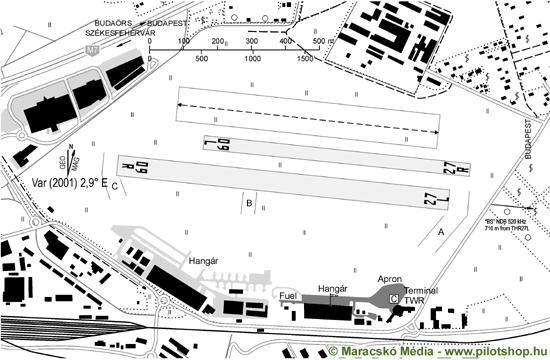 BUDAÖRS
BUDAPEST
SZÉKESFEHÉRVÁR
M7
0 100 200 300 400 500 m
0 500 1000 1500
09
L
27
R
09
R
27
L
N
GEO
MAG
Var (2001) 2,9° E
C
B
A
BUDAPEST
"BS" NDB 520 kHz
710 m from THR27L
Hangár
Fuel
Hangár
Apron
C
Terminal
TWR
© Maracskó Média - www.pilotshop.hu